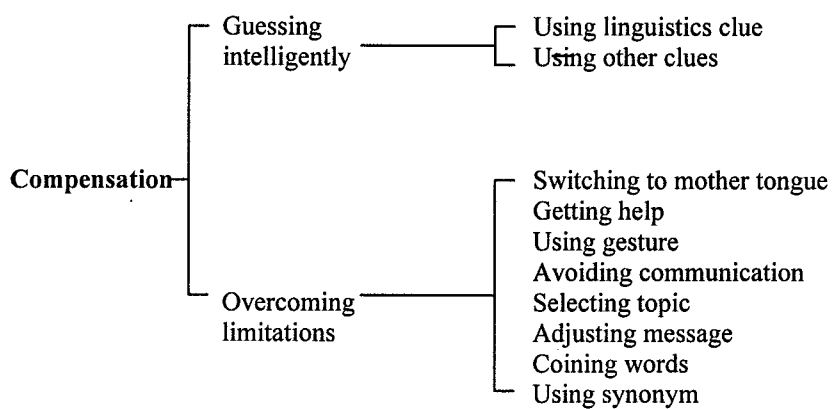 Guessing
intelligently
Using linguistics clue
Using other clues
Compensation
Switching to mother tongue
Getting help
Using gesture
Avoiding communication
Selecting topic
Adjusting message
Coining words
Using synonym
Overcoming
limitations